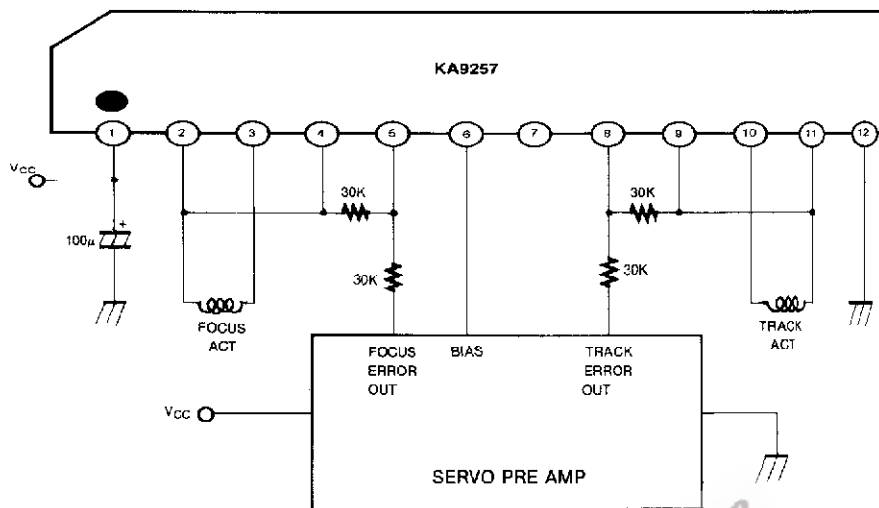 KA9257
1 2 3 4 5 6 7 8 9 10 11 12
VCC
30K
30K
100μ
+
30K
30K
FOCUS
ACT
TRACK
ACT
FOCUS
ERROR
OUT
BIAS
TRACK
ERROR
OUT
VCC
SERVO PRE AMP